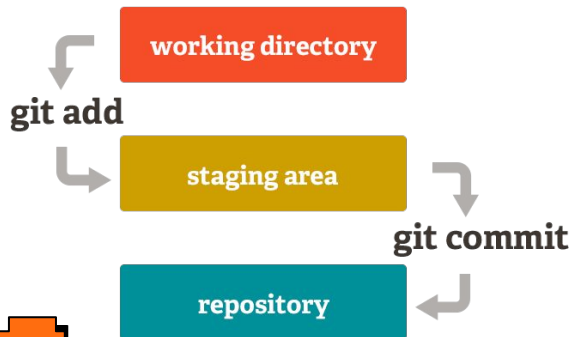 working directory
git add
staging area
git commit
repository